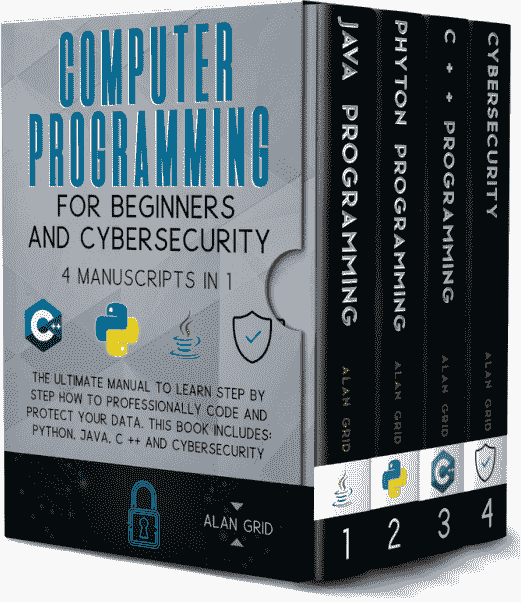 COMPUTER
PROGRAMMING
FOR BEGINNERS
AND CYBERSECURITY
4 MANUSCRIPTS IN 1
C++
THE ULTIMATE MANUAL TO LEARN STEP BY
STEP HOW TO PROFESSIONALLY CODE AND
PROTECT YOUR DATA. THIS BOOK INCLUDES:
PYTHON, JAVA, C ++ AND CYBERSECURITY
ALAN GRID
JAVA PROGRAMMING
ALAN GRID
1
PHYTON PROGRAMMING
ALAN GRID
2
C++ PROGRAMMING
ALAN GRID
C++
3
CYBERSECURITY
ALAN GRID
4